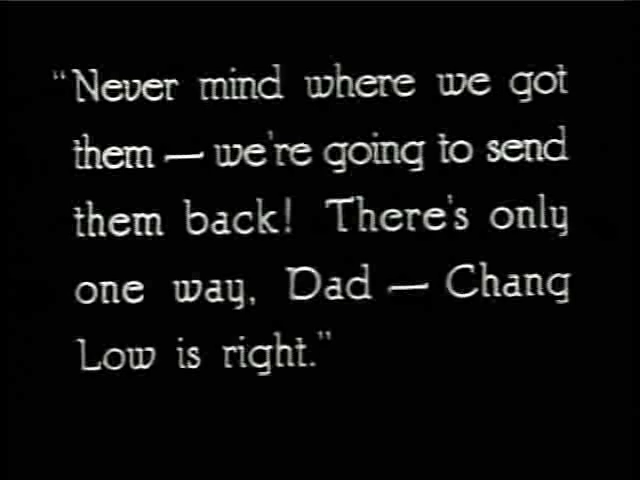 "Never mind where we got
them — we're going to send
them back! There's only
one way, Dad — Chang
Low is right."